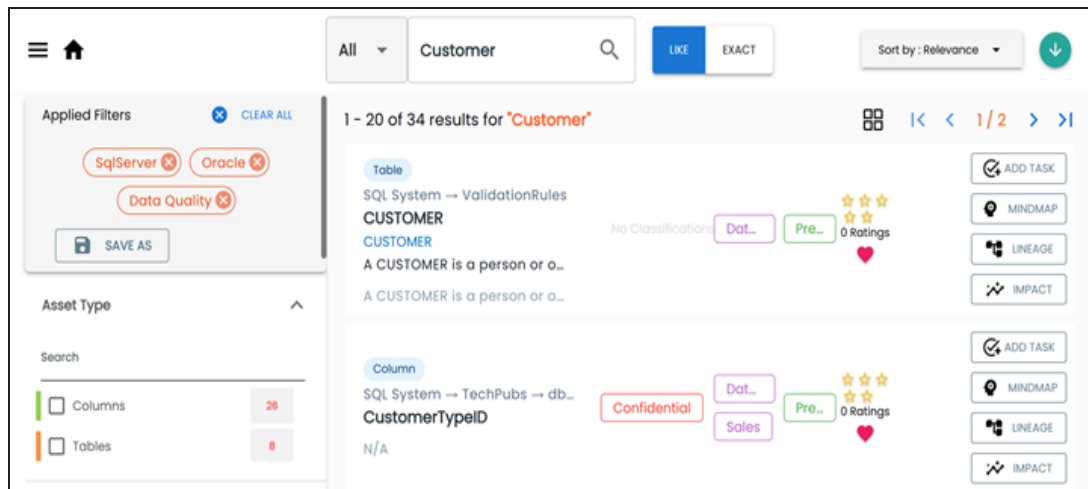 All
Customer
LIKE
EXACT
Sort by : Relevance
Applied Filters
CLEAR ALL
SqlServer
Oracle
Data Quality
SAVE AS
Asset Type
Search
Columns
26
Tables
8
1 - 20 of 34 results for "Customer"
1 / 2
Table
SQL System → ValidationRules
CUSTOMER
CUSTOMER
A CUSTOMER is a person or o...
A CUSTOMER is a person or o...
No Classifications
Dat...
Pre...
0 Ratings
ADD TASK
MINDMAP
LINEAGE
IMPACT
Column
SQL System → TechPubs → db...
CustomerTypeID
N/A
Confidential
Dat...
Sales
Pre...
0 Ratings
ADD TASK
MINDMAP
LINEAGE
IMPACT